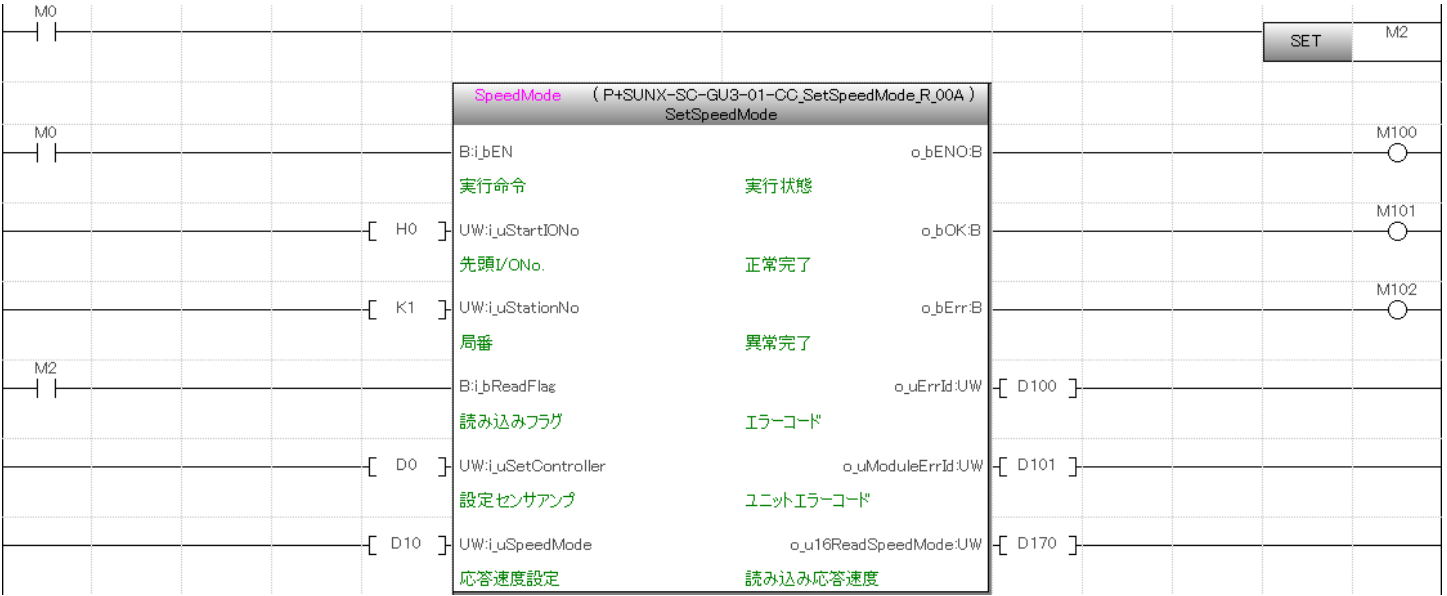 M0
SET M2
SpeedMode (P+SUNX-SC-GU3-01-CC_SetSpeedMode_R_00A)
SetSpeedMode
M0
M100
B:i_bEN o_bENO:B
実行命令 実行状態
M101
H0 UW:i_uStartIONo o_bOK:B
先頭I/ONo. 正常完了
M102
K1 UW:i_uStationNo o_bErr:B
局番 異常完了
M2
B:i_bReadFlag o_uErrId:UW D100
読み込みフラグ エラーコード
D0 UW:i_uSetController o_uModuleErrId:UW D101
設定センサアンプ ユニットエラーコード
D10 UW:i_uSpeedMode o_u16ReadSpeedMode:UW D170
応答速度設定 読み込み応答速度